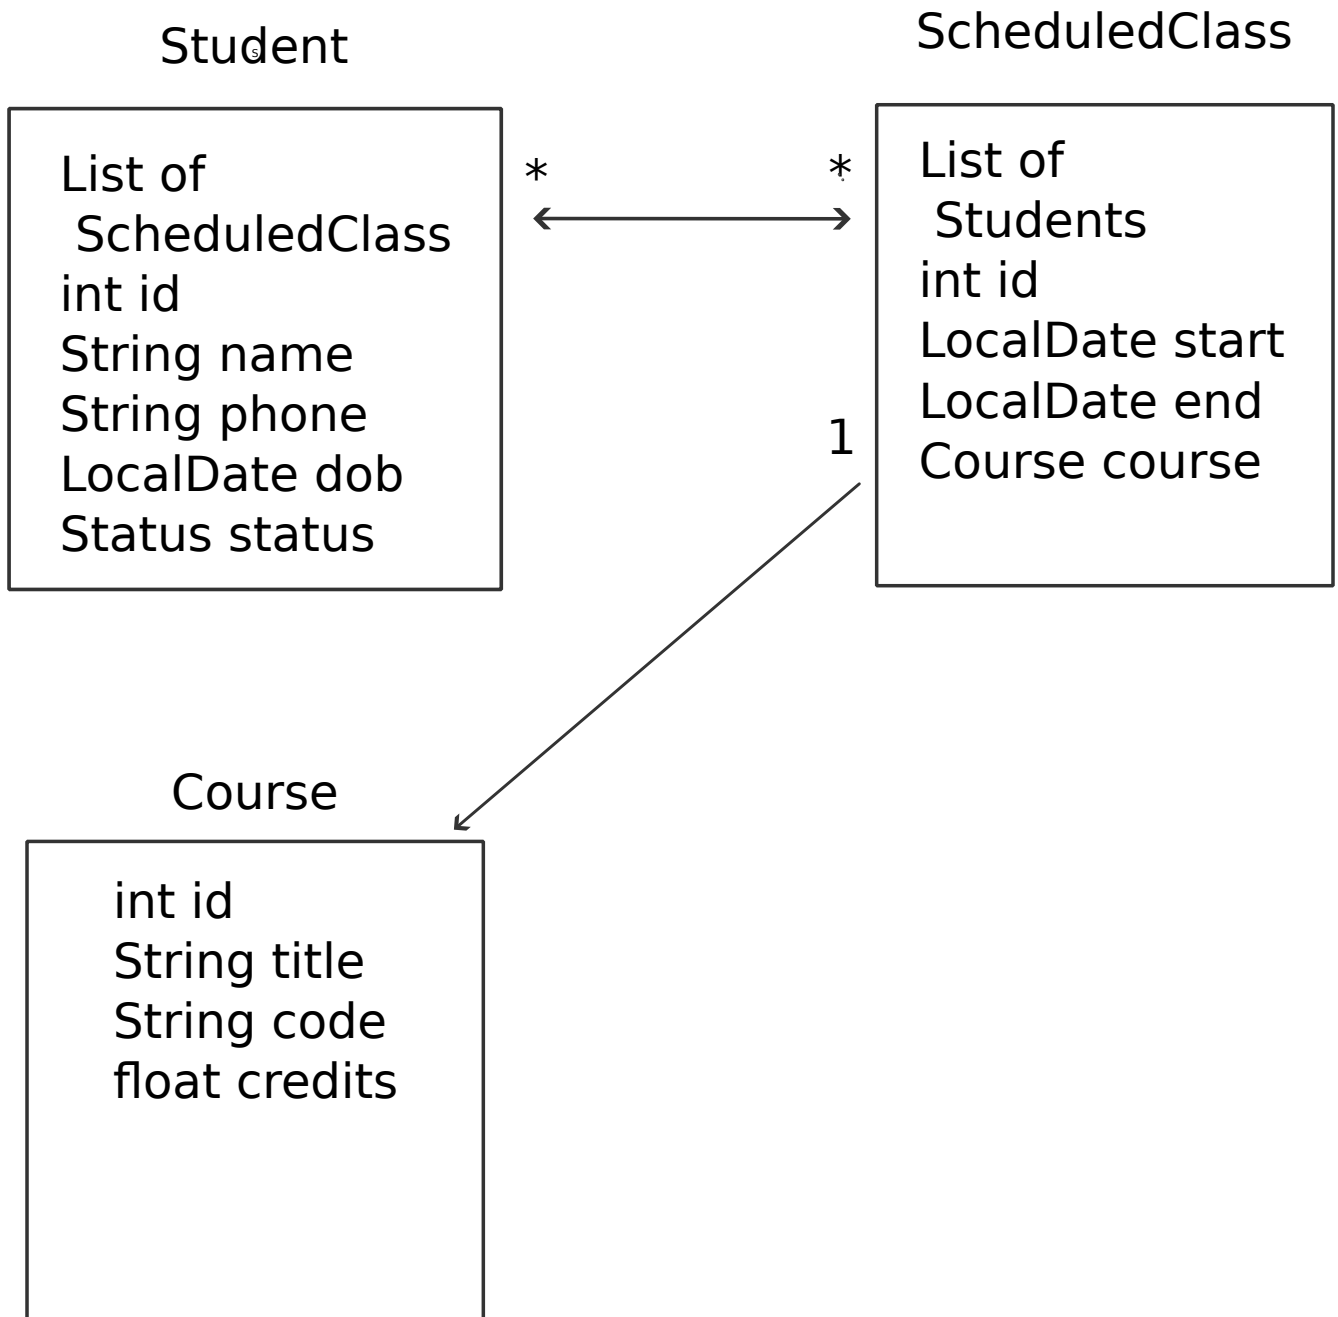 Student
s
ScheduledClass
List of
ScheduledClass
int id
String name
String phone
LocalDate dob
Status status
*
*
List of
Students
int id
LocalDate start
LocalDate end
Course course
1
Course
int id
String title
String code
float credits